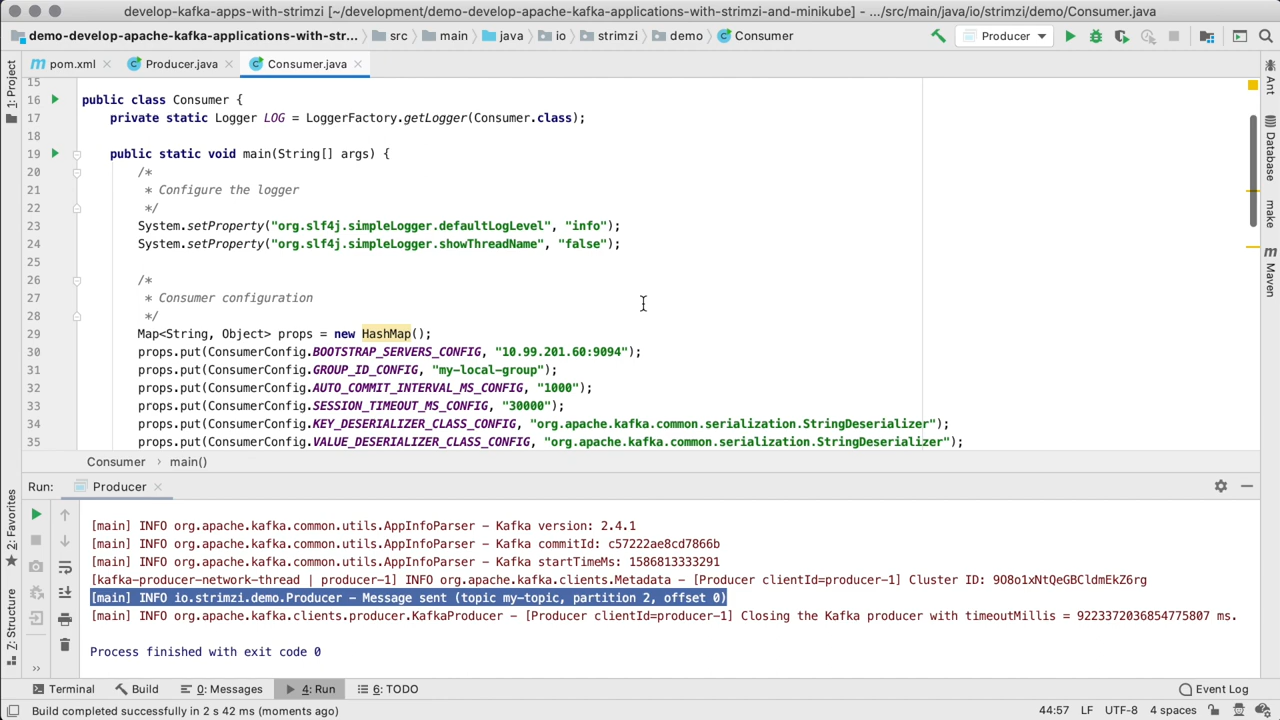 develop-kafka-apps-with-strimzi [~/development/demo-develop-apache-kafka-applications-with-strimzi-and-minikube] – .../src/main/java/io/strimzi/demo/Consumer.java
demo-develop-apache-kafka-applications-with-str... src main java io strimzi demo Consumer Producer
pom.xml Producer.java Consumer.java
1: Project
15
16 public class Consumer {
17 private static Logger LOG = LoggerFactory.getLogger(Consumer.class);
18
19 public static void main(String[] args) {
20 /*
21 * Configure the logger
22 */
23 System.setProperty("org.slf4j.simpleLogger.defaultLogLevel", "info");
24 System.setProperty("org.slf4j.simpleLogger.showThreadName", "false");
25
26 /*
27 * Consumer configuration
28 */
29 Map<String, Object> props = new HashMap();
30 props.put(ConsumerConfig.BOOTSTRAP_SERVERS_CONFIG, "10.99.201.60:9094");
31 props.put(ConsumerConfig.GROUP_ID_CONFIG, "my-local-group");
32 props.put(ConsumerConfig.AUTO_COMMIT_INTERVAL_MS_CONFIG, "1000");
33 props.put(ConsumerConfig.SESSION_TIMEOUT_MS_CONFIG, "30000");
34 props.put(ConsumerConfig.KEY_DESERIALIZER_CLASS_CONFIG, "org.apache.kafka.common.serialization.StringDeserializer");
35 props.put(ConsumerConfig.VALUE_DESERIALIZER_CLASS_CONFIG, "org.apache.kafka.common.serialization.StringDeserializer");
Ant
Database
make
Maven
Consumer › main()
Run: Producer
2: Favorites
Z: Structure
[main] INFO org.apache.kafka.common.utils.AppInfoParser – Kafka version: 2.4.1
[main] INFO org.apache.kafka.common.utils.AppInfoParser – Kafka commitId: c57222ae8cd7866b
[main] INFO org.apache.kafka.common.utils.AppInfoParser – Kafka startTimeMs: 1586813333291
[kafka-producer-network-thread | producer-1] INFO org.apache.kafka.clients.Metadata – [Producer clientId=producer-1] Cluster ID: 9O8o1xNtQeGBCldmEkZ6rg
[main] INFO io.strimzi.demo.Producer – Message sent (topic my-topic, partition 2, offset 0)
[main] INFO org.apache.kafka.clients.producer.KafkaProducer – [Producer clientId=producer-1] Closing the Kafka producer with timeoutMillis = 9223372036854775807 ms.
Process finished with exit code 0
Terminal Build 0: Messages 4: Run 6: TODO Event Log
Build completed successfully in 2 s 42 ms (moments ago) 44:57 LF UTF-8 4 spaces